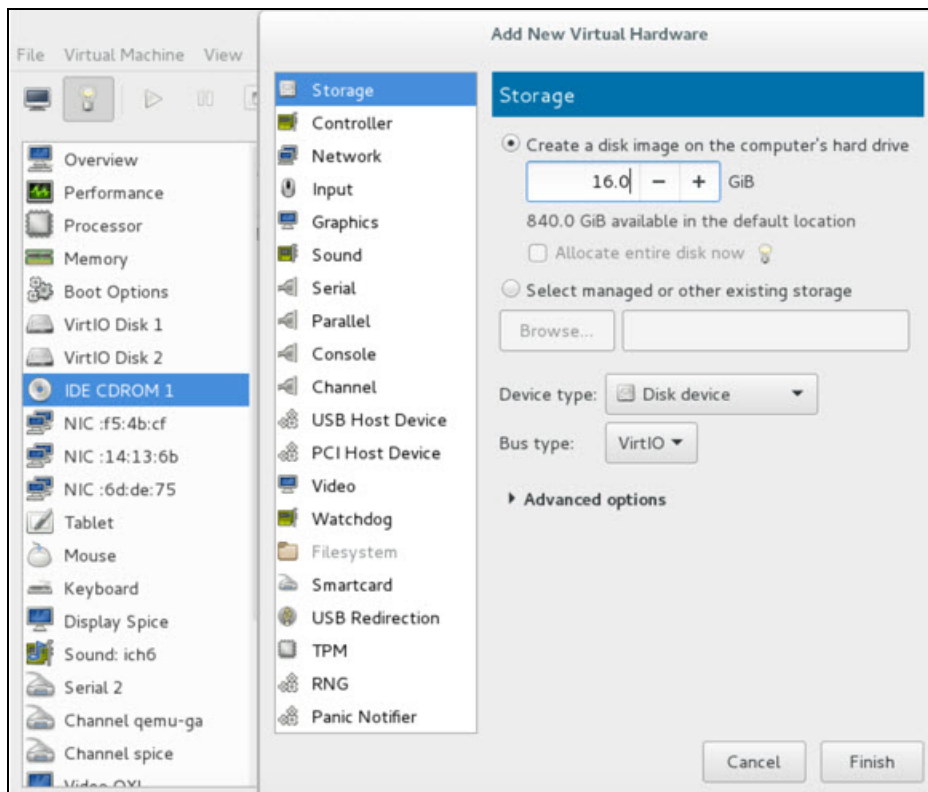 Add New Virtual Hardware
File Virtual Machine View
Overview
Performance
Processor
Memory
Boot Options
VirtIO Disk 1
VirtIO Disk 2
IDE CDROM 1
NIC :f5:4b:cf
NIC :14:13:6b
NIC :6d:de:75
Tablet
Mouse
Keyboard
Display Spice
Sound: ich6
Serial 2
Channel qemu-ga
Channel spice
Video QXL
Storage
Controller
Network
Input
Graphics
Sound
Serial
Parallel
Console
Channel
USB Host Device
PCI Host Device
Video
Watchdog
Filesystem
Smartcard
USB Redirection
TPM
RNG
Panic Notifier
Storage
Create a disk image on the computer's hard drive
16.0 − + GiB
840.0 GiB available in the default location
Allocate entire disk now
Select managed or other existing storage
Browse...
Device type: Disk device
Bus type: VirtIO
Advanced options
Cancel Finish